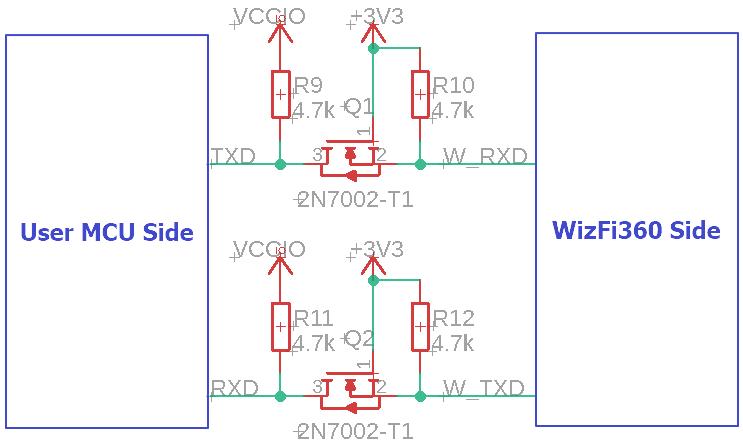 VCCIO +3V3
R9 R10
4.7k Q1 4.7k
1
TXD 3 2 W_RXD
2N7002-T1
User MCU Side WizFi360 Side
VCCIO +3V3
R11 R12
4.7k Q2 4.7k
1
RXD 3 2 W_TXD
2N7002-T1